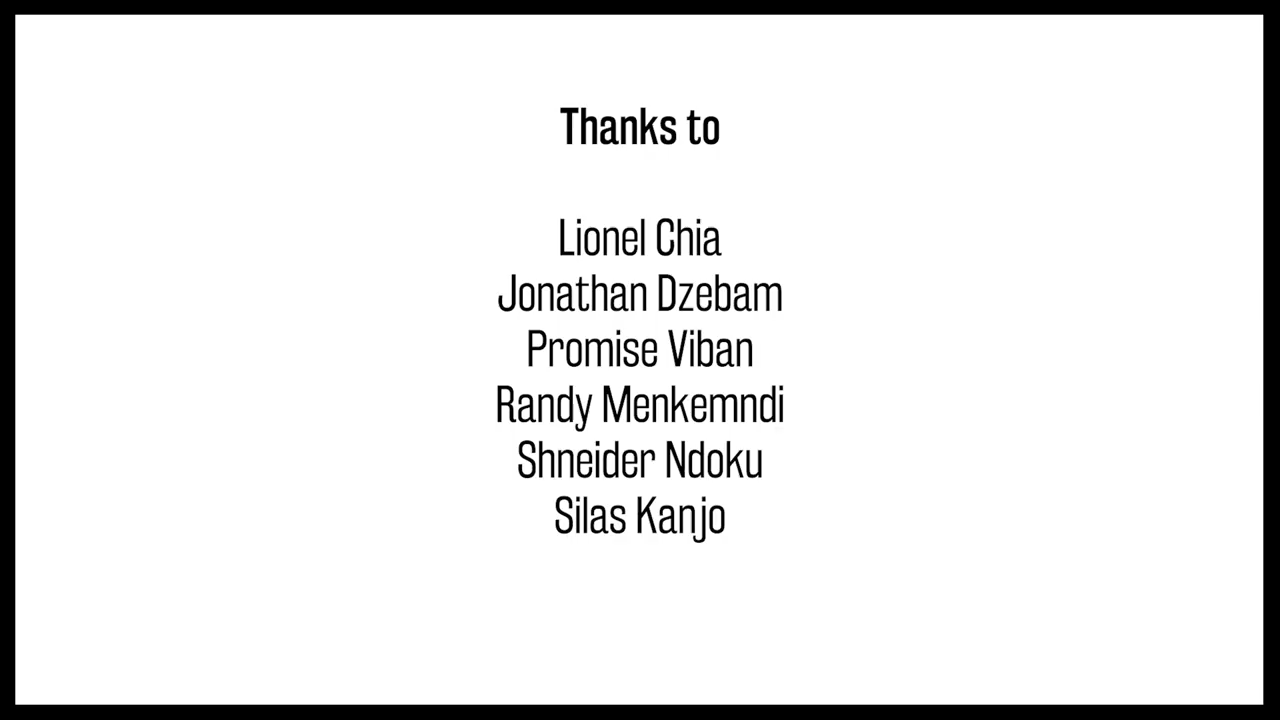 Thanks to
Lionel Chia
Jonathan Dzebam
Promise Viban
Randy Menkemndi
Shneider Ndoku
Silas Kanjo